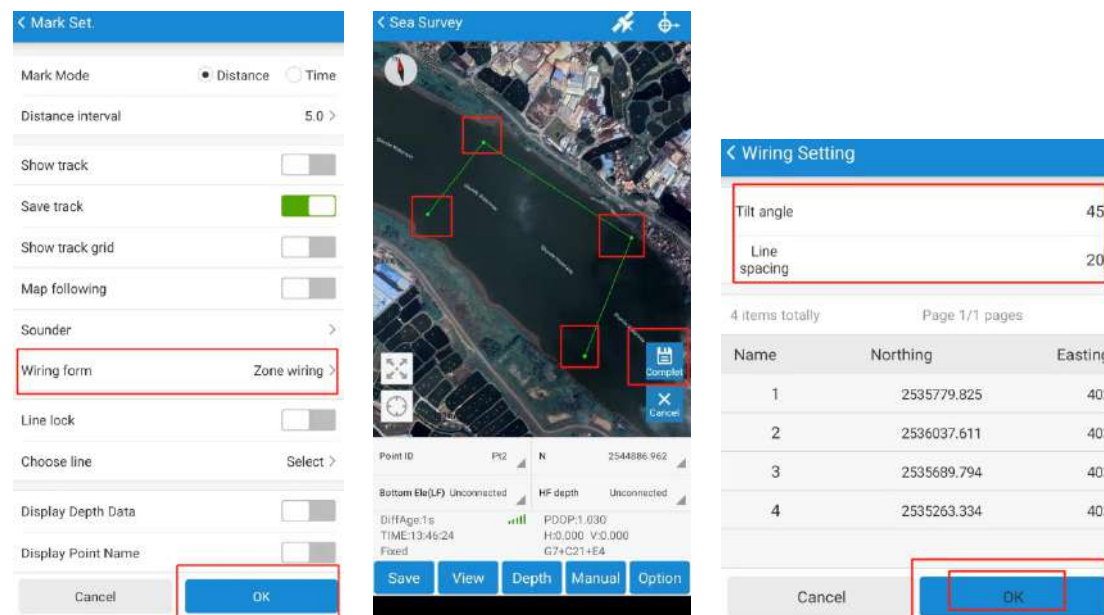 < Mark Set.
Mark Mode Distance Time
Distance interval 5.0 >
Show track
Save track
Show track grid
Map following
Sounder >
Wiring form Zone wiring >
Line lock
Choose line Select >
Display Depth Data
Display Point Name
Cancel OK
< Sea Survey
Complet
Cancel
Point ID Pt2 N 2544886.962
Bottom Ele(LF) Unconnected HF depth Unconnected
DiffAge:1s PDOP:1.030
TIME:13:46:24 H:0.000 V:0.000
Fixed G7+C21+E4
Save View Depth Manual Option
< Wiring Setting
Tilt angle 45
Line
spacing 20
4 items totally Page 1/1 pages
Name Northing Easting
1 2535779.825 40
2 2536037.611 40
3 2535689.794 40
4 2535263.334 40
Cancel OK